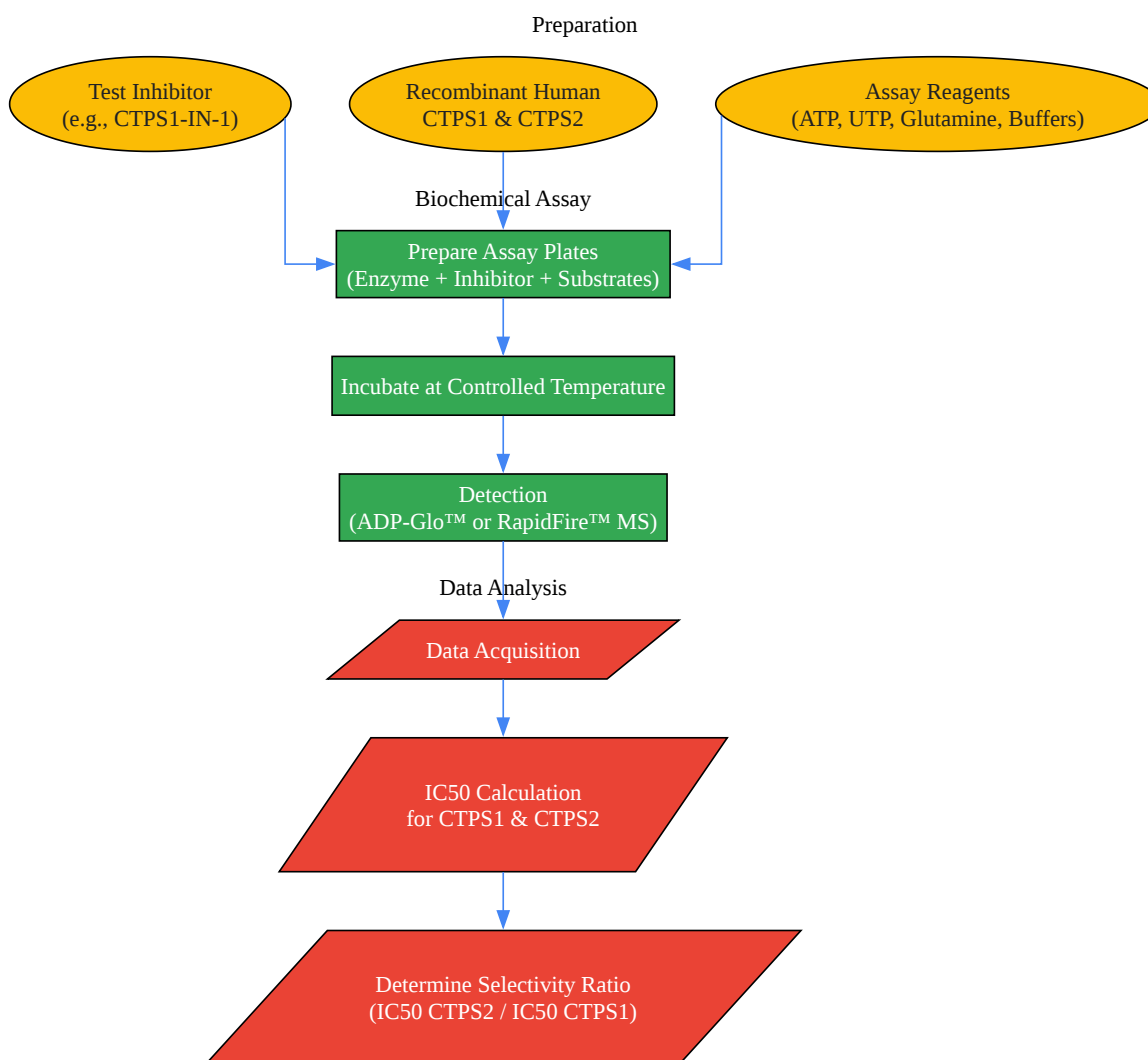 Preparation
Test Inhibitor
(e.g., CTPS1-IN-1)
Recombinant Human
CTPS1 & CTPS2
Assay Reagents
(ATP, UTP, Glutamine, Buffers)
Biochemical Assay
Prepare Assay Plates
(Enzyme + Inhibitor + Substrates)
Incubate at Controlled Temperature
Detection
(ADP-Glo™ or RapidFire™ MS)
Data Analysis
Data Acquisition
IC50 Calculation
for CTPS1 & CTPS2
Determine Selectivity Ratio
(IC50 CTPS2 / IC50 CTPS1)